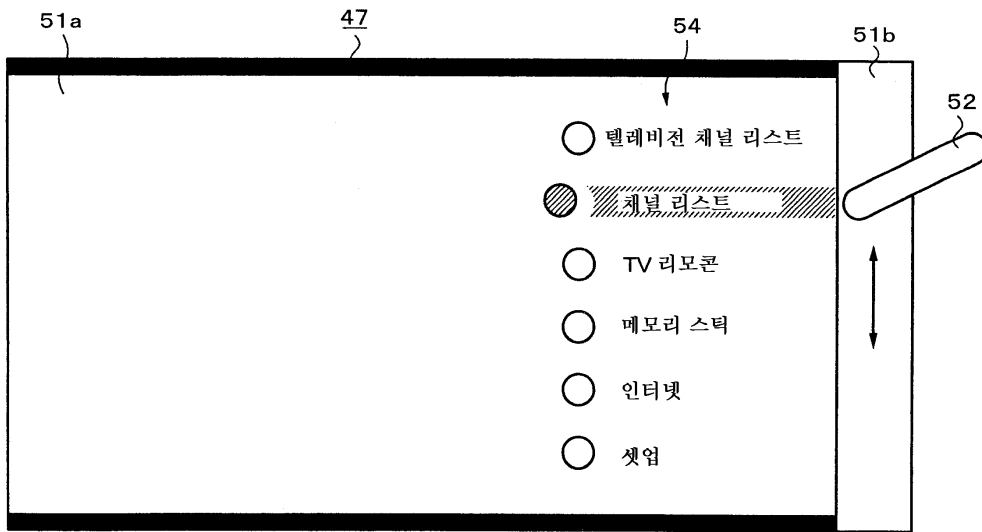 51a
47
54
51b
52
텔레비전 채널 리스트
채널 리스트
TV 리모콘
메모리 스틱
인터넷
셋업